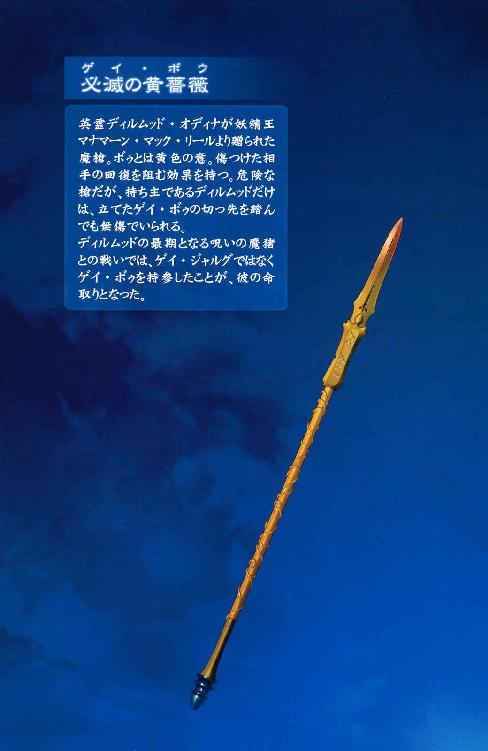 ゲイ・ボウ
必滅の黄薔薇
英霊ディルムッド・オディナが妖精王
マナマーン・マック・リールより贈られた
魔槍。ボゥとは黄色の意。傷つけた相
手の回復を阻む効果を持つ。危険な
槍だが、持ち主であるディルムッドだけ
は、立てたゲイ・ボゥの切っ先を踏ん
でも無傷でいられる。
ディルムッドの最期となる呪いの魔猪
との戦いでは、ゲイ・ジャルグではなく
ゲイ・ボゥを持参したことが、彼の命
取りとなった。